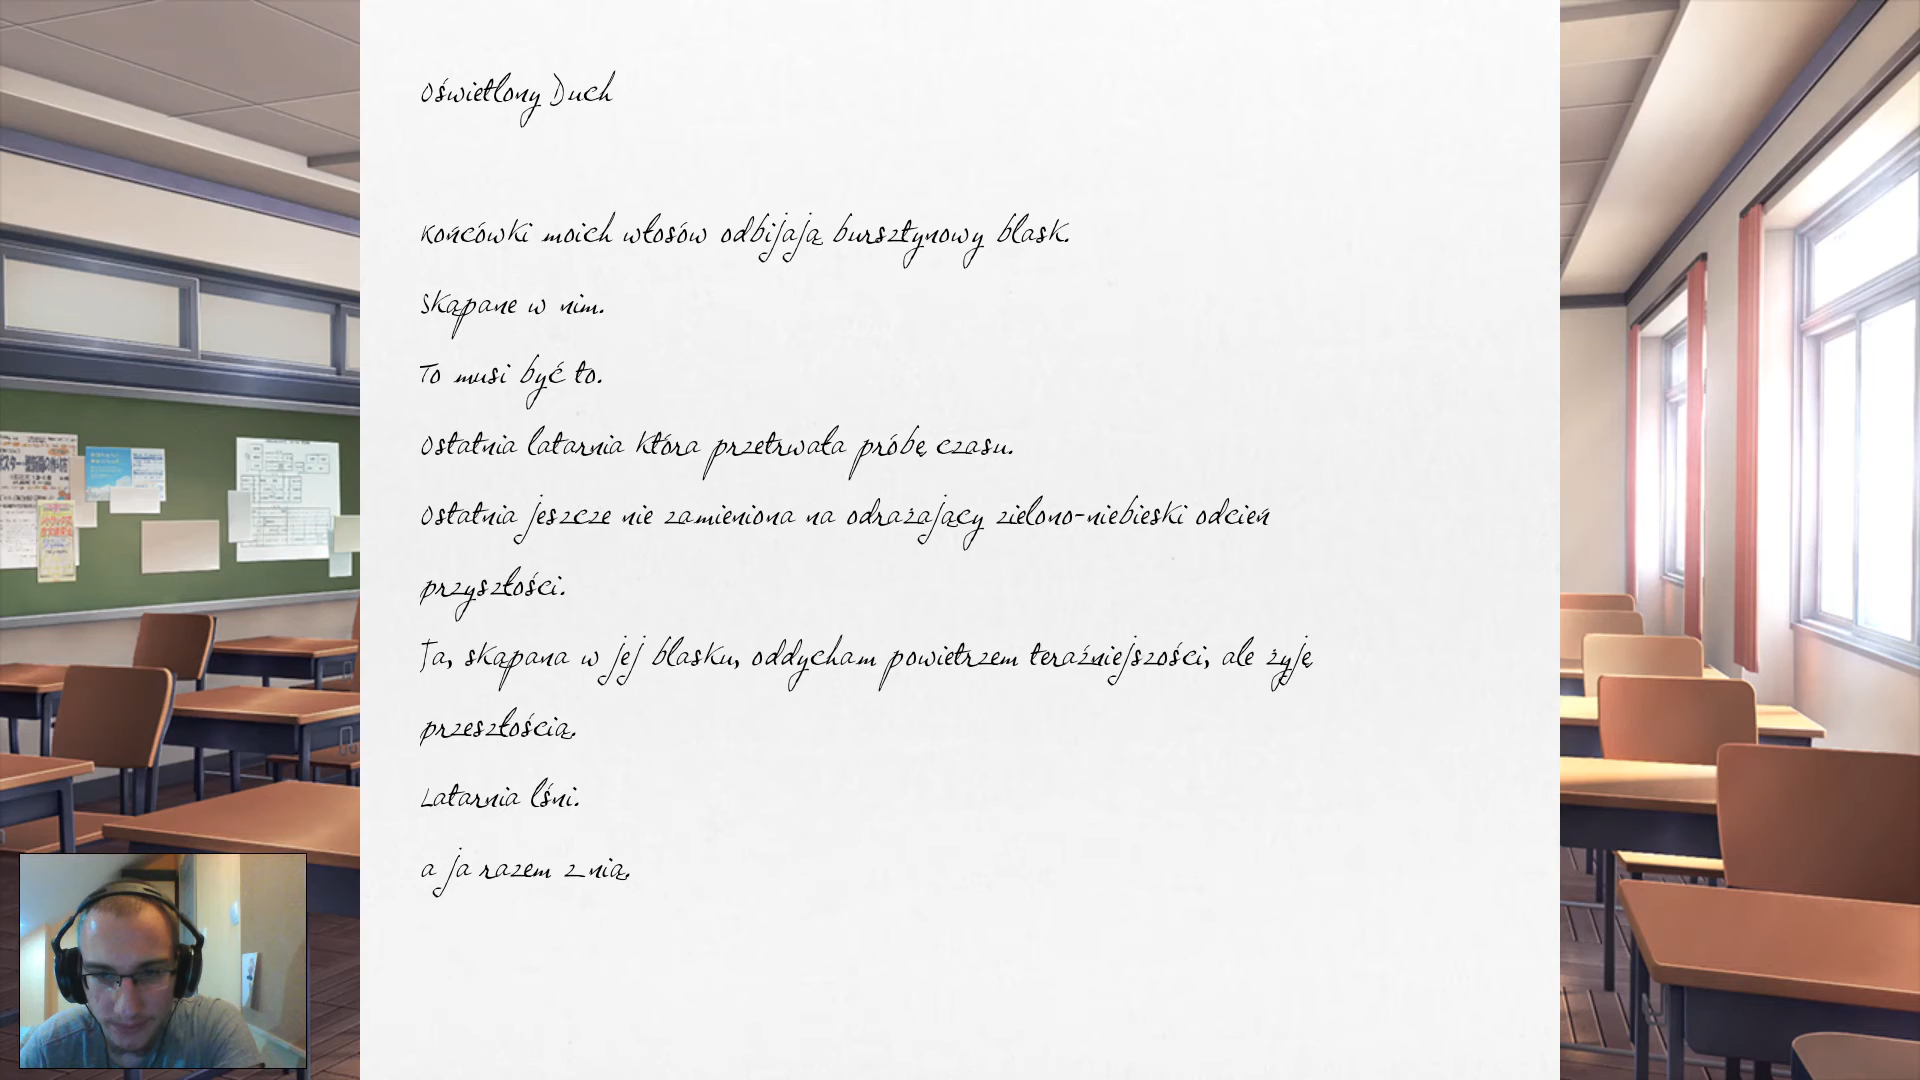 Oświetlony Duch
Końcówki moich włosów odbijają bursztynowy blask.
Skąpane w nim.
To musi być to.
Ostatnia latarnia która przetrwała próbę czasu.
Ostatnia jeszcze nie zamieniona na odrażający zielono-niebieski odcień
przyszłości.
Ja, skąpana w jej blasku, oddycham powietrzem teraźniejszości, ale żyję
przeszłością.
Latarnia lśni.
a ja razem z nią.